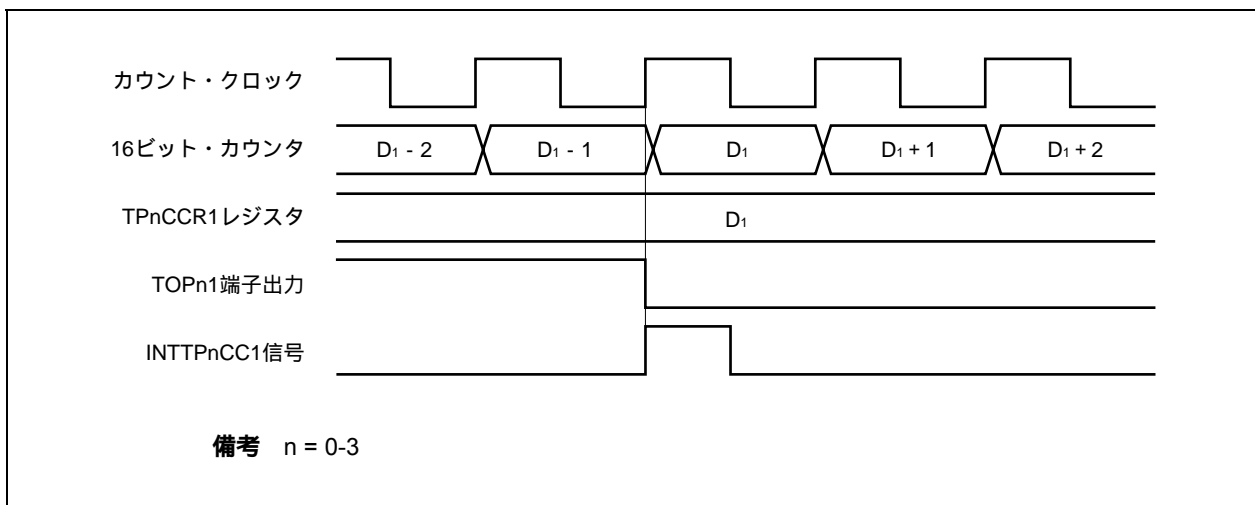 カウント・クロック
16ビット・カウンタ D₁ - 2 D₁ - 1 D₁ D₁ + 1 D₁ + 2
TPnCCR1レジスタ D₁
TOPn1端子出力
INTTPnCC1信号
備考 n = 0-3